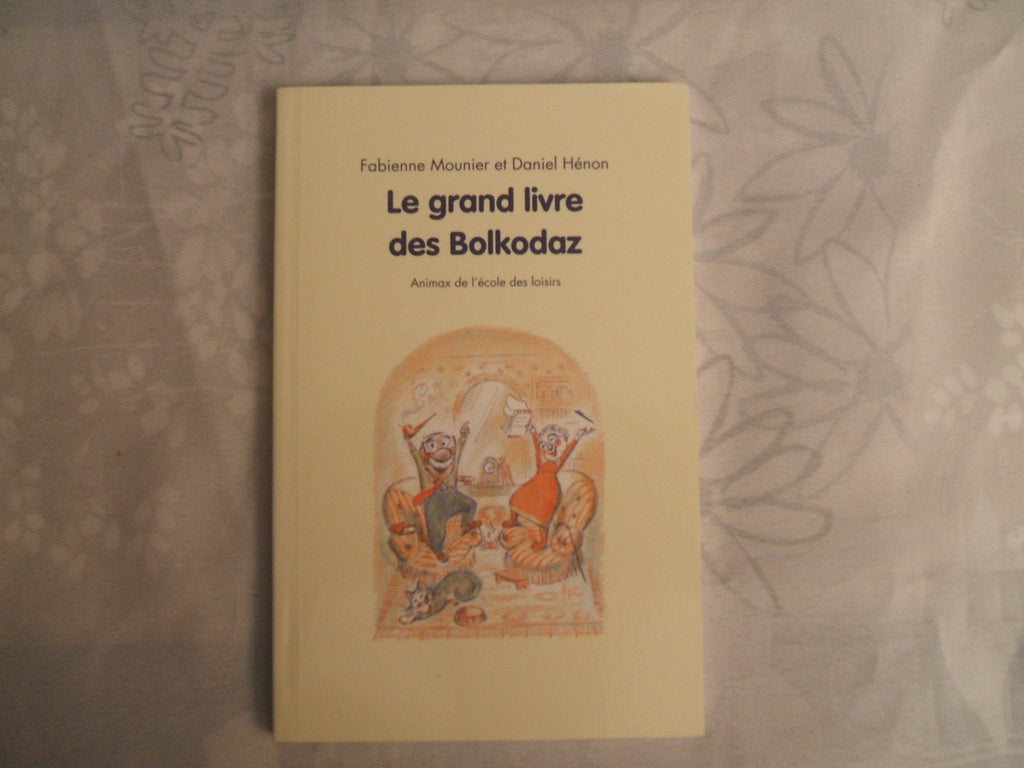 Fabienne Mounier et Daniel Hénon
Le grand livre
des Bolkodaz
Animax de l'école des loisirs